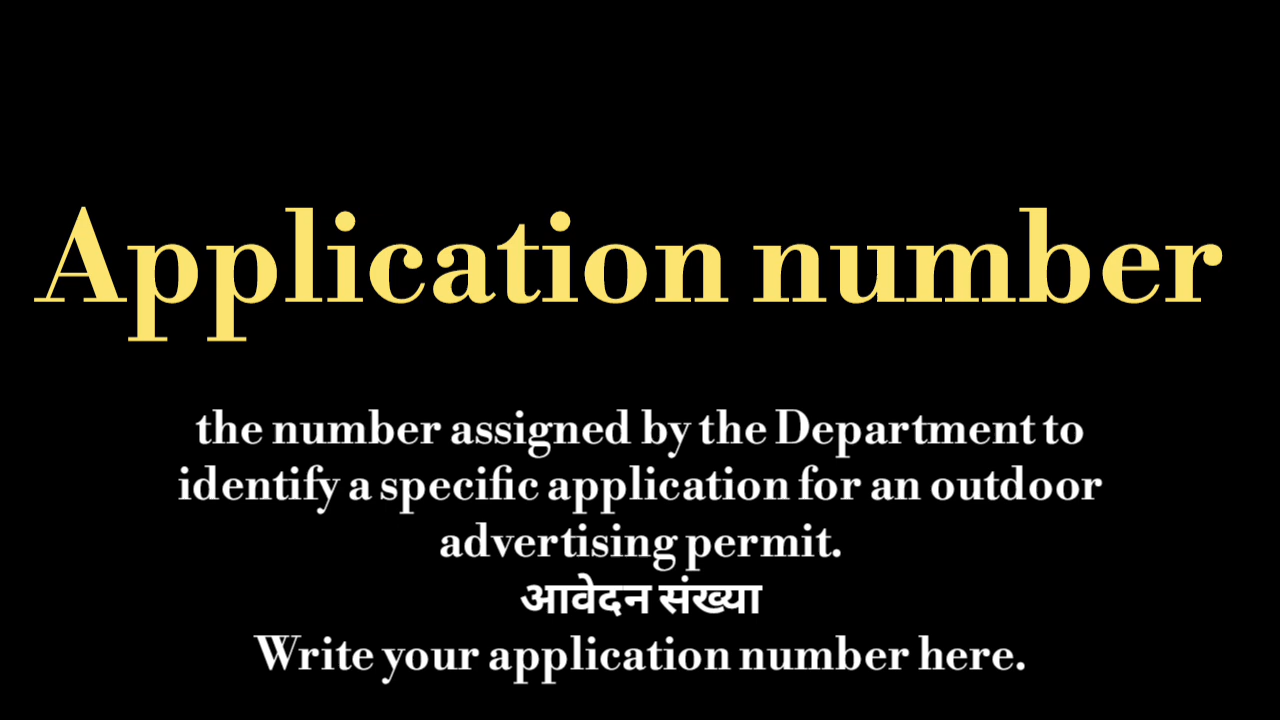 Application number
the number assigned by the Department to
identify a specific application for an outdoor
advertising permit.
आवेदन संख्या
Write your application number here.